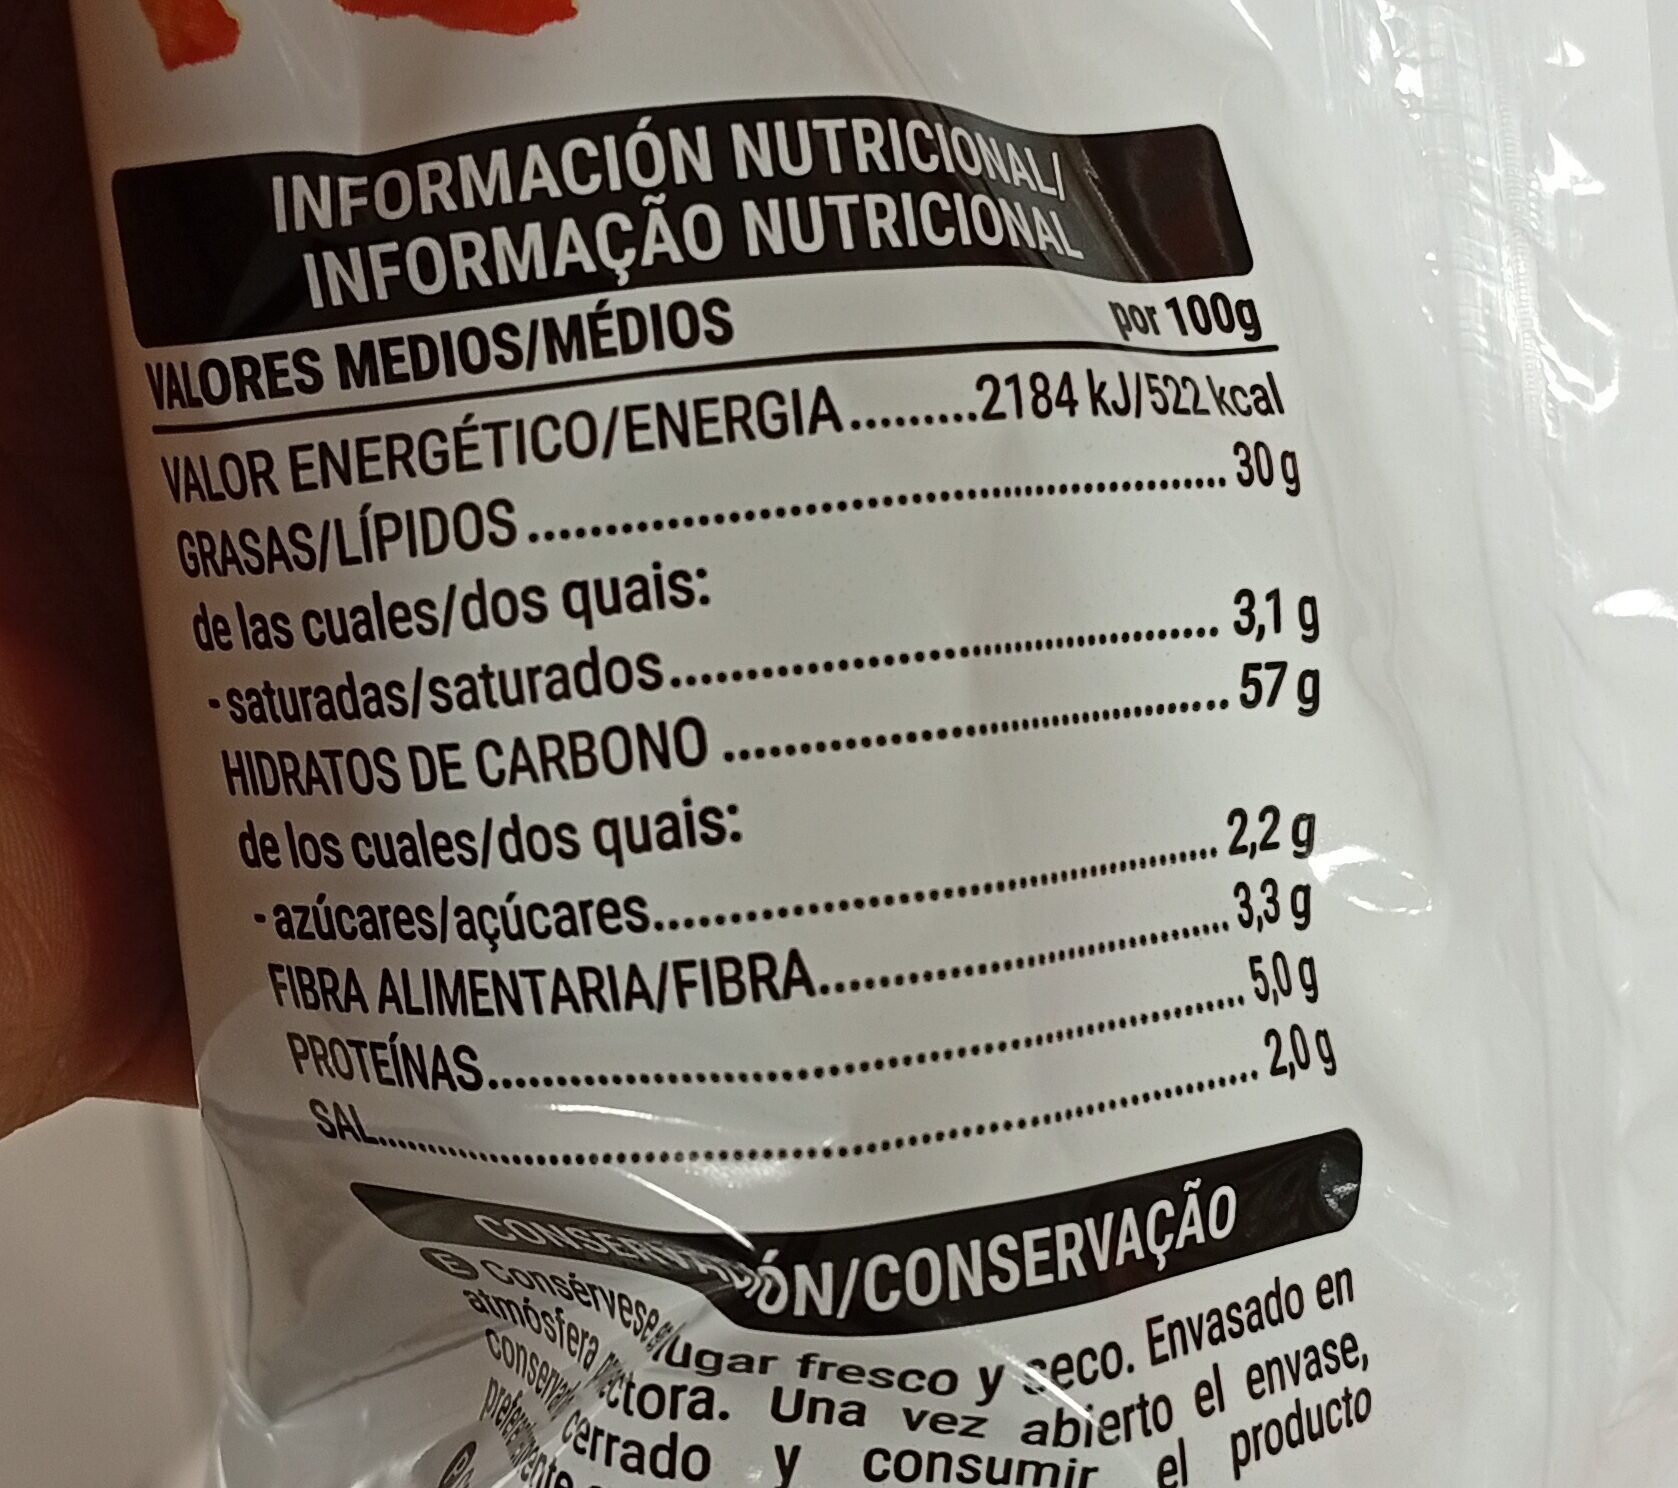 INFORMACIÓN NUTRICIONAL/
INFORMAÇÃO NUTRICIONAL
VALORES MEDIOS/MÉDIOS por 100g
VALOR ENERGÉTICO/ENERGIA.........2184 kJ/522 kcal
GRASAS/LÍPIDOS.........30 g
de las cuales/dos quais:
- saturadas/saturados.........3,1 g
HIDRATOS DE CARBONO.........57 g
de los cuales/dos quais:
- azúcares/açúcares.........2,2 g
FIBRA ALIMENTARIA/FIBRA.........3,3 g
PROTEÍNAS.........5,0 g
SAL.........2,0 g
CONSERVACIÓN/CONSERVAÇÃO
E Consérvese lugar fresco y seco. Envasado en
atmósfera Una vez abierto el envase,
cerrado y consumir el producto